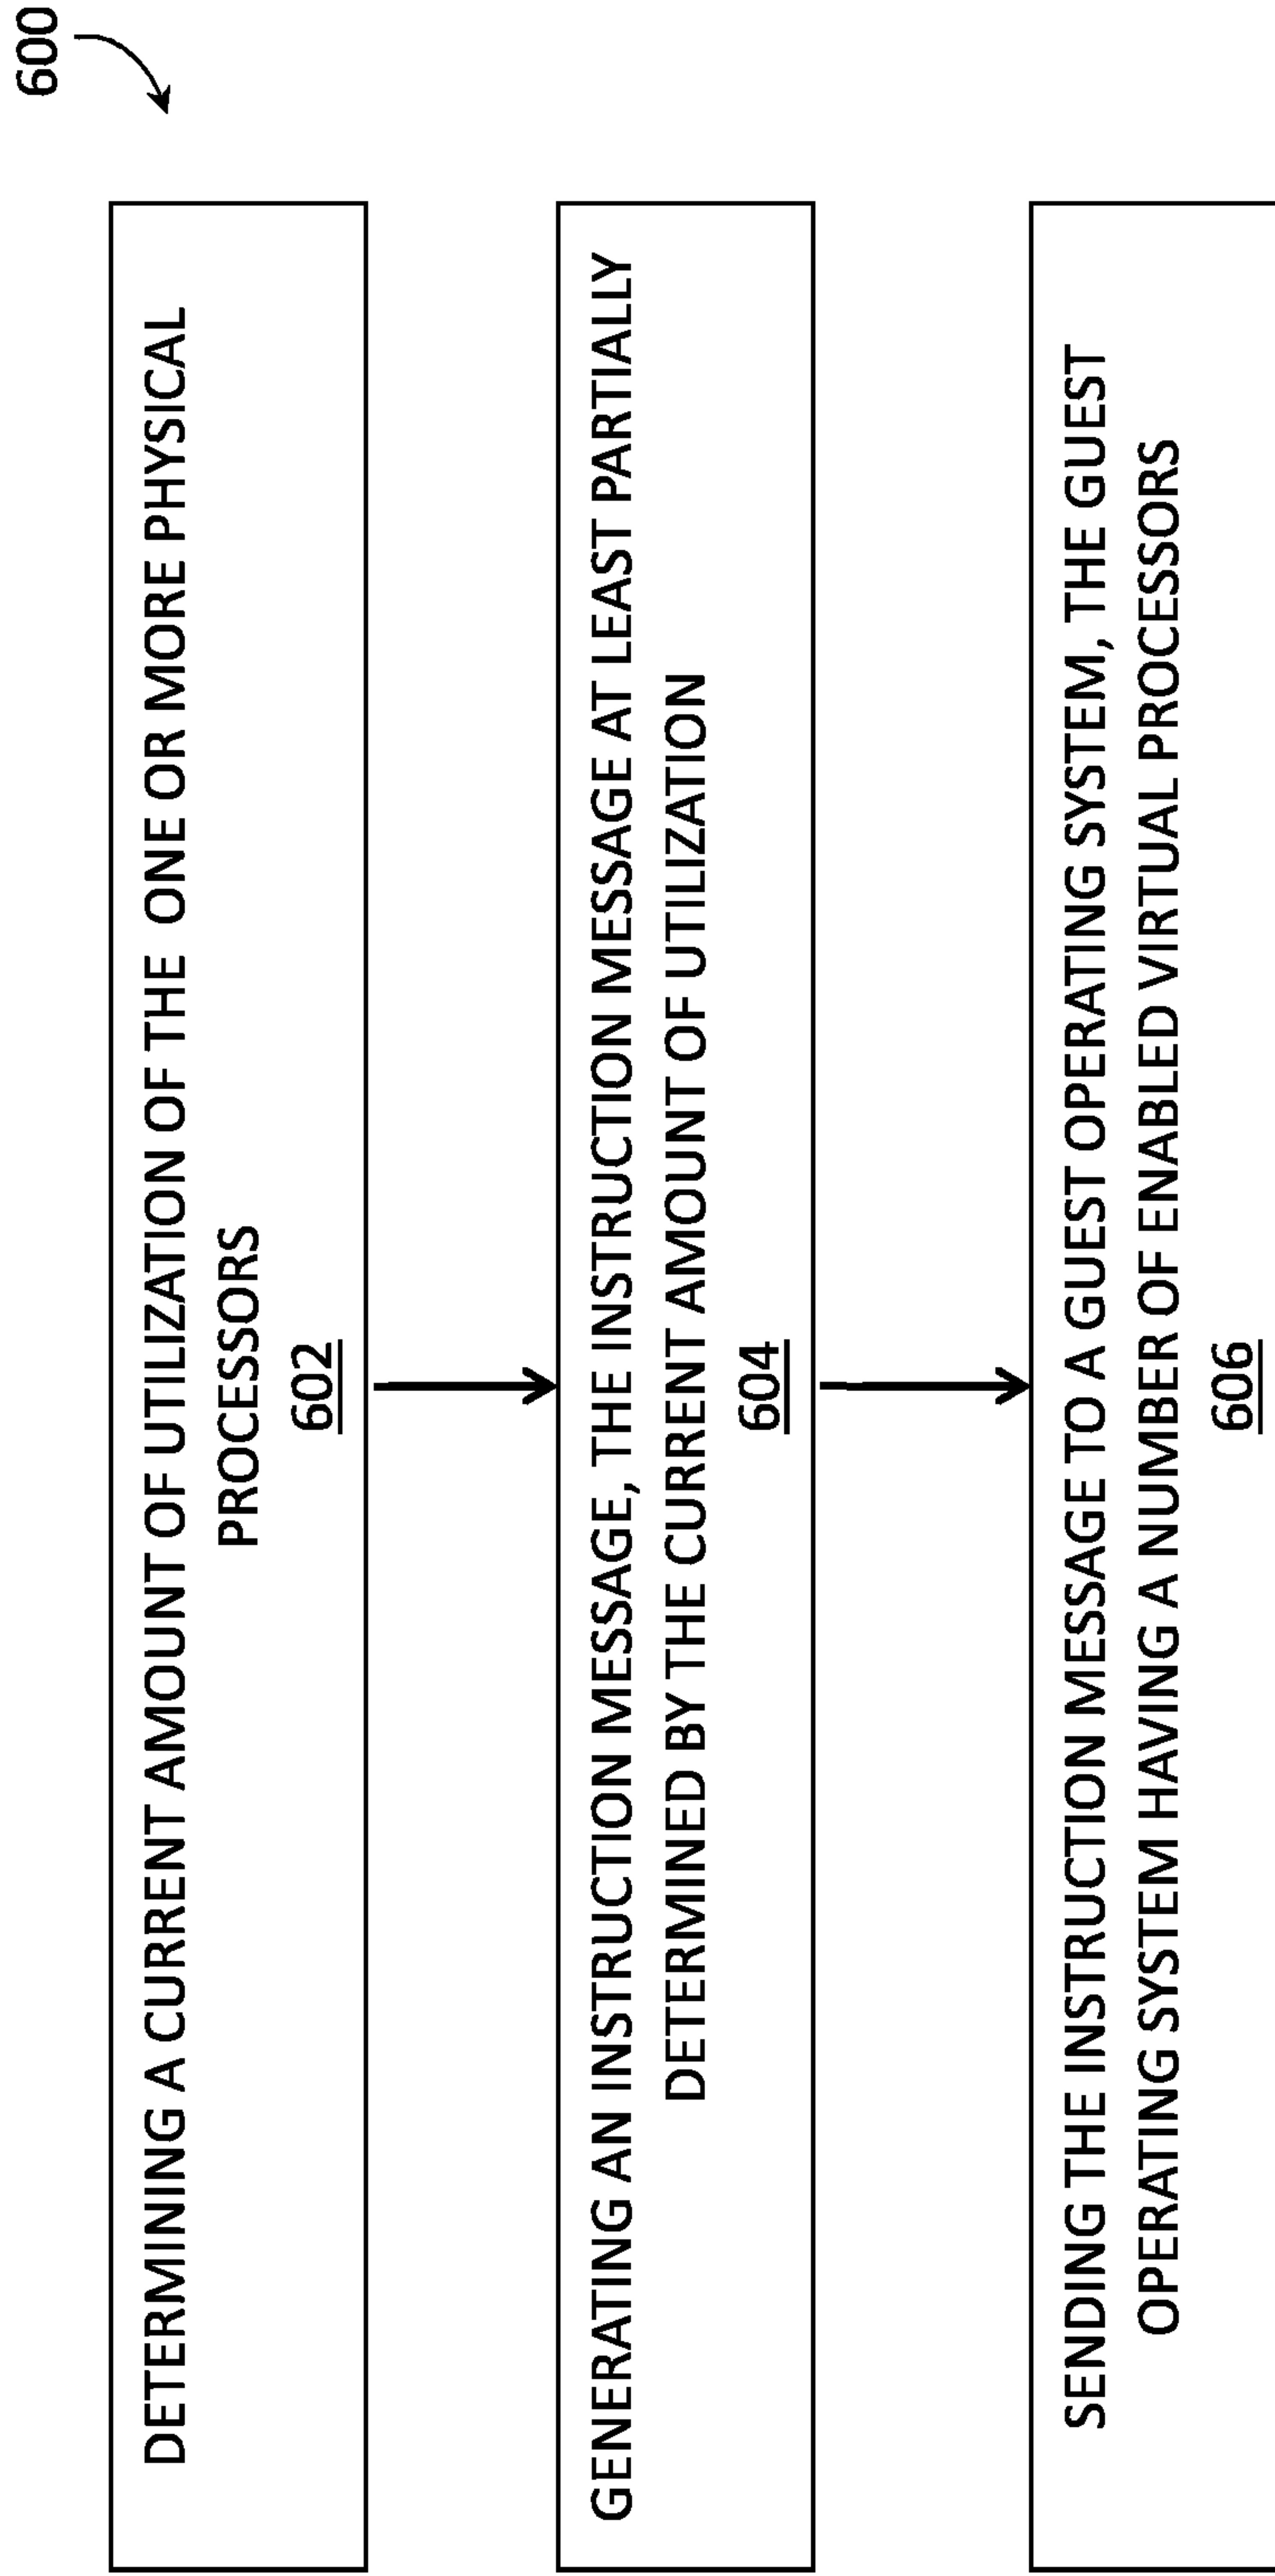 600
DETERMINING A CURRENT AMOUNT OF UTILIZATION OF THE ONE OR MORE PHYSICAL
PROCESSORS
602
GENERATING AN INSTRUCTION MESSAGE, THE INSTRUCTION MESSAGE AT LEAST PARTIALLY
DETERMINED BY THE CURRENT AMOUNT OF UTILIZATION
604
SENDING THE INSTRUCTION MESSAGE TO A GUEST OPERATING SYSTEM, THE GUEST
OPERATING SYSTEM HAVING A NUMBER OF ENABLED VIRTUAL PROCESSORS
606